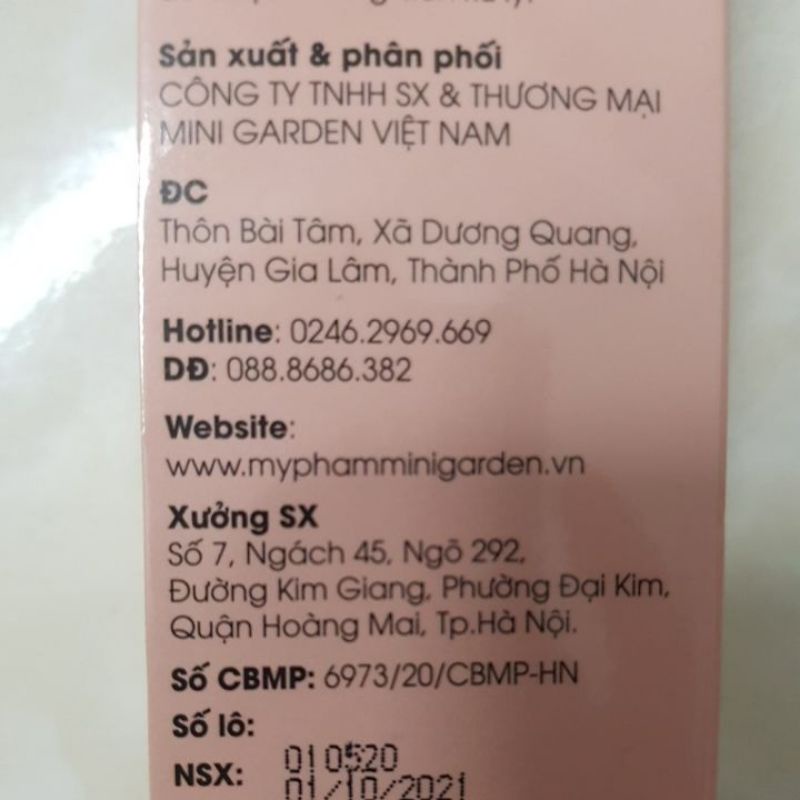 Sản xuất & phân phối
CÔNG TY TNHH SX & THƯƠNG MẠI
MINI GARDEN VIỆT NAM
ĐC
Thôn Bài Tâm, Xã Dương Quang,
Huyện Gia Lâm, Thành Phố Hà Nội
Hotline: 0246.2969.669
DĐ: 088.8686.382
Website:
www.myphamminigarden.vn
Xưởng SX
Số 7, Ngách 45, Ngõ 292,
Đường Kim Giang, Phường Đại Kim,
Quận Hoàng Mai, Tp.Hà Nội.
Số CBMP: 6973/20/CBMP-HN
Số lô: 010520
NSX: 01/10/2021